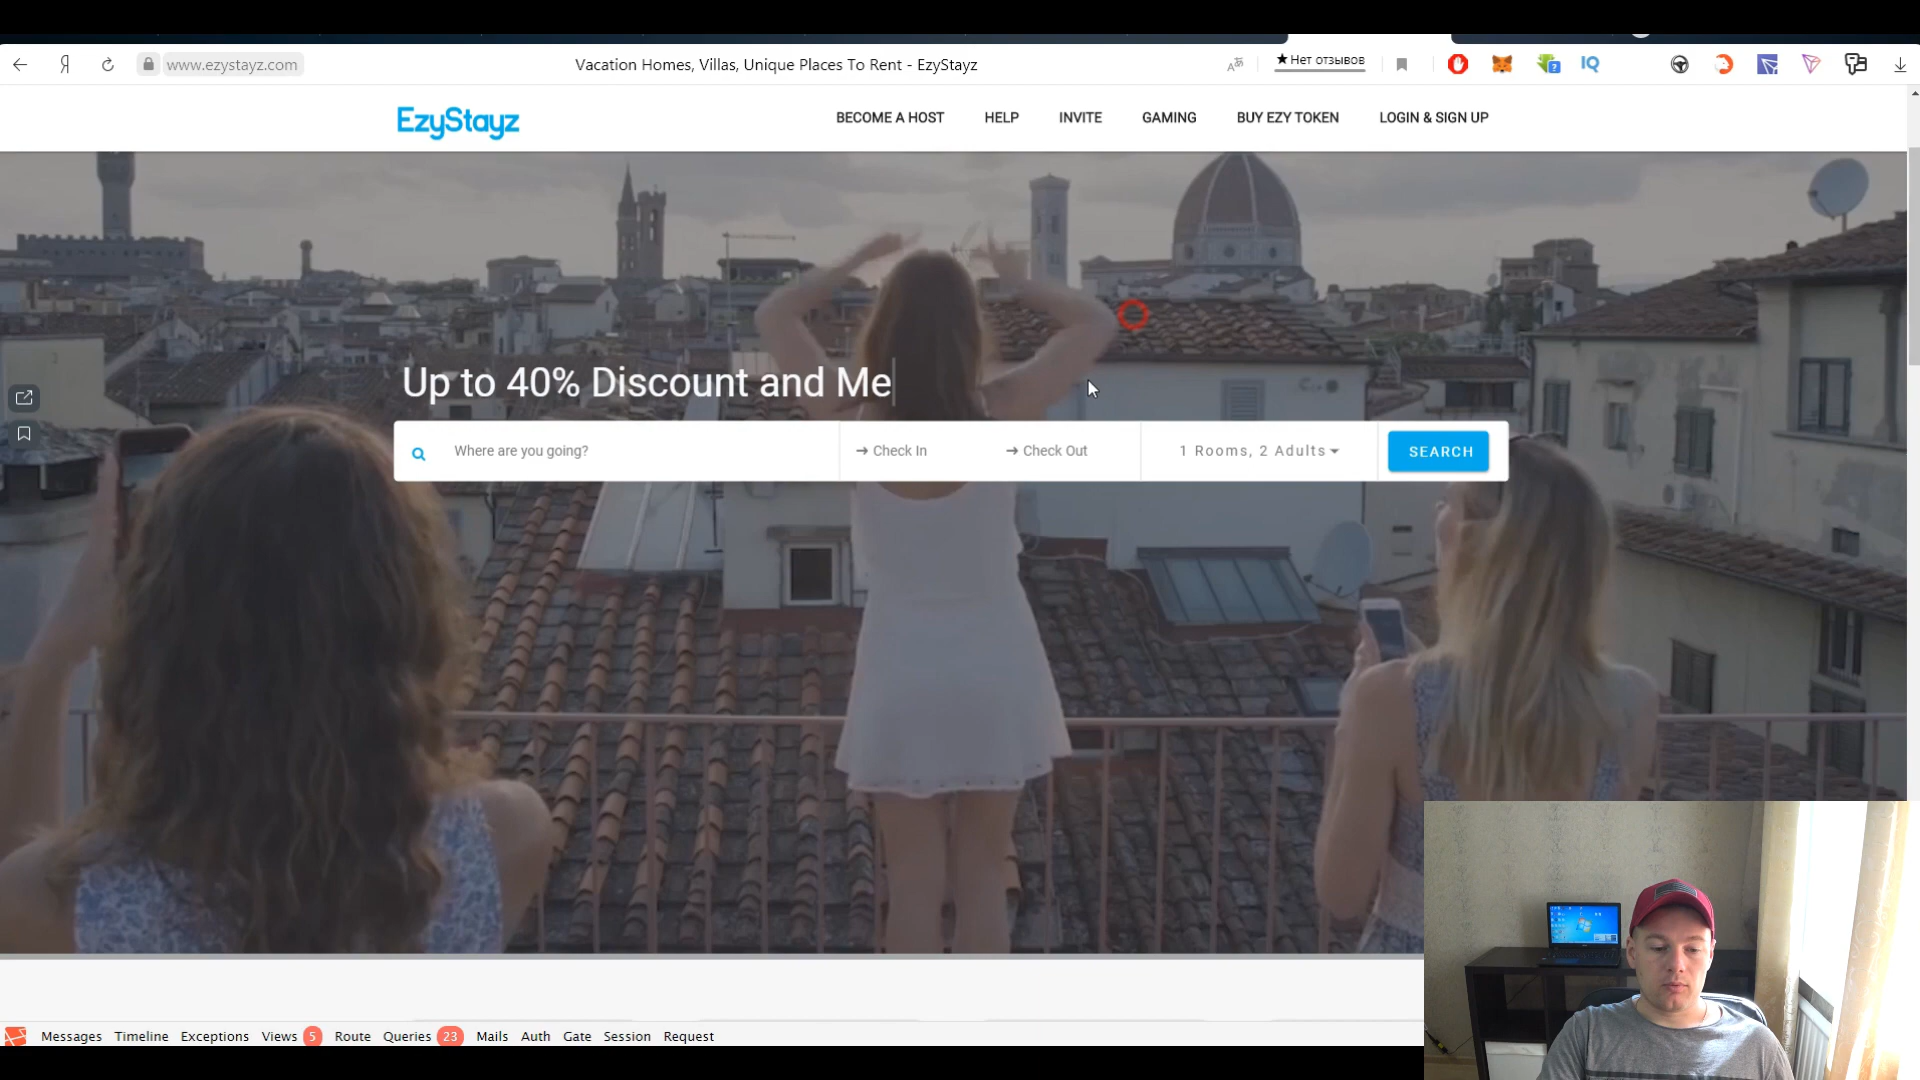 Я
www.ezystayz.com
Vacation Homes, Villas, Unique Places To Rent - EzyStayz
★ Нет отзывов
IQ
EzyStayz
BECOME A HOST
HELP
INVITE
GAMING
BUY EZY TOKEN
LOGIN & SIGN UP
Up to 40% Discount and Me
Where are you going?
→ Check In
→ Check Out
1 Rooms, 2 Adults
SEARCH
Messages
Timeline
Exceptions
Views 5
Route
Queries 23
Mails
Auth
Gate
Session
Request